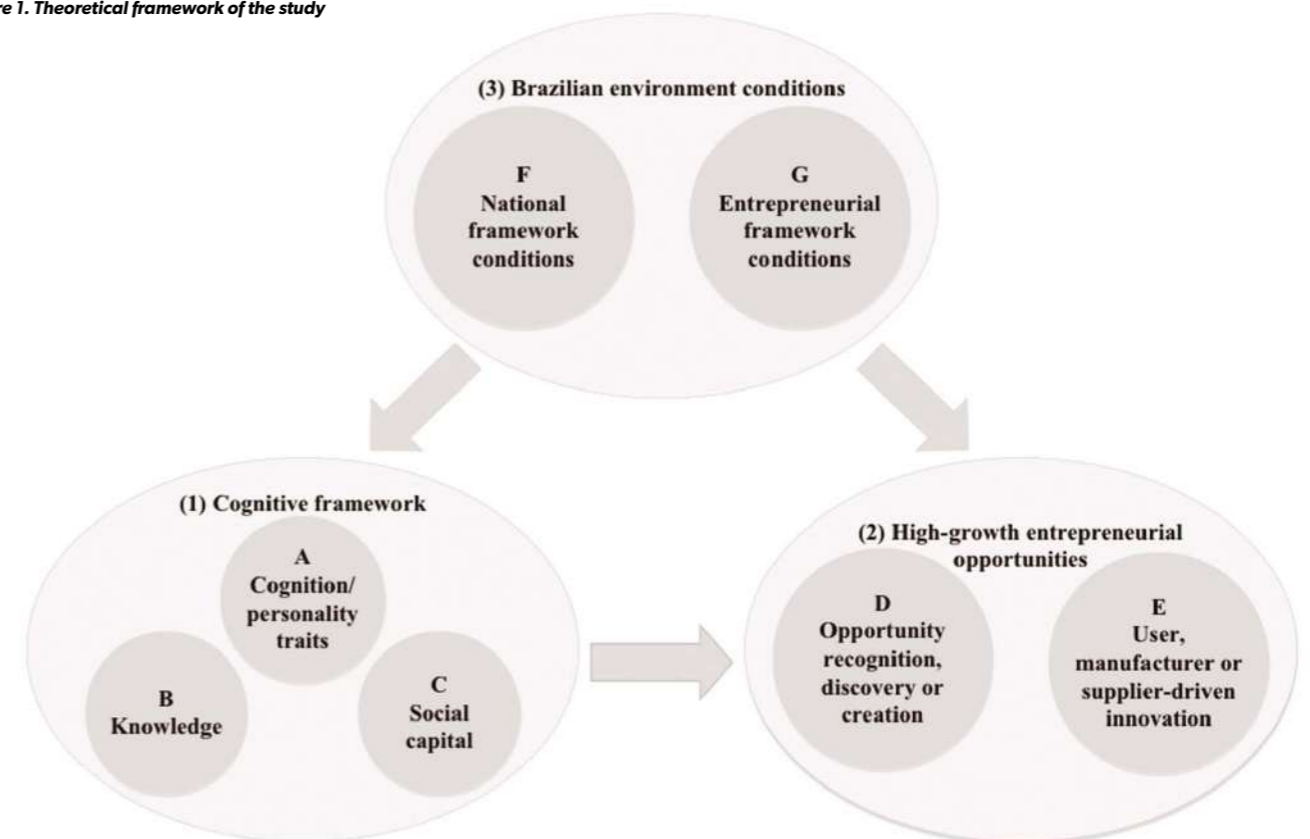 re 1. Theoretical framework of the study
(3) Brazilian environment conditions
F
National
framework
conditions
G
Entrepreneurial
framework
conditions
(1) Cognitive framework
A
Cognition/
personality
traits
B
Knowledge
C
Social
capital
(2) High-growth entrepreneurial
opportunities
D
Opportunity
recognition,
discovery or
creation
E
User,
manufacturer or
supplier-driven
innovation